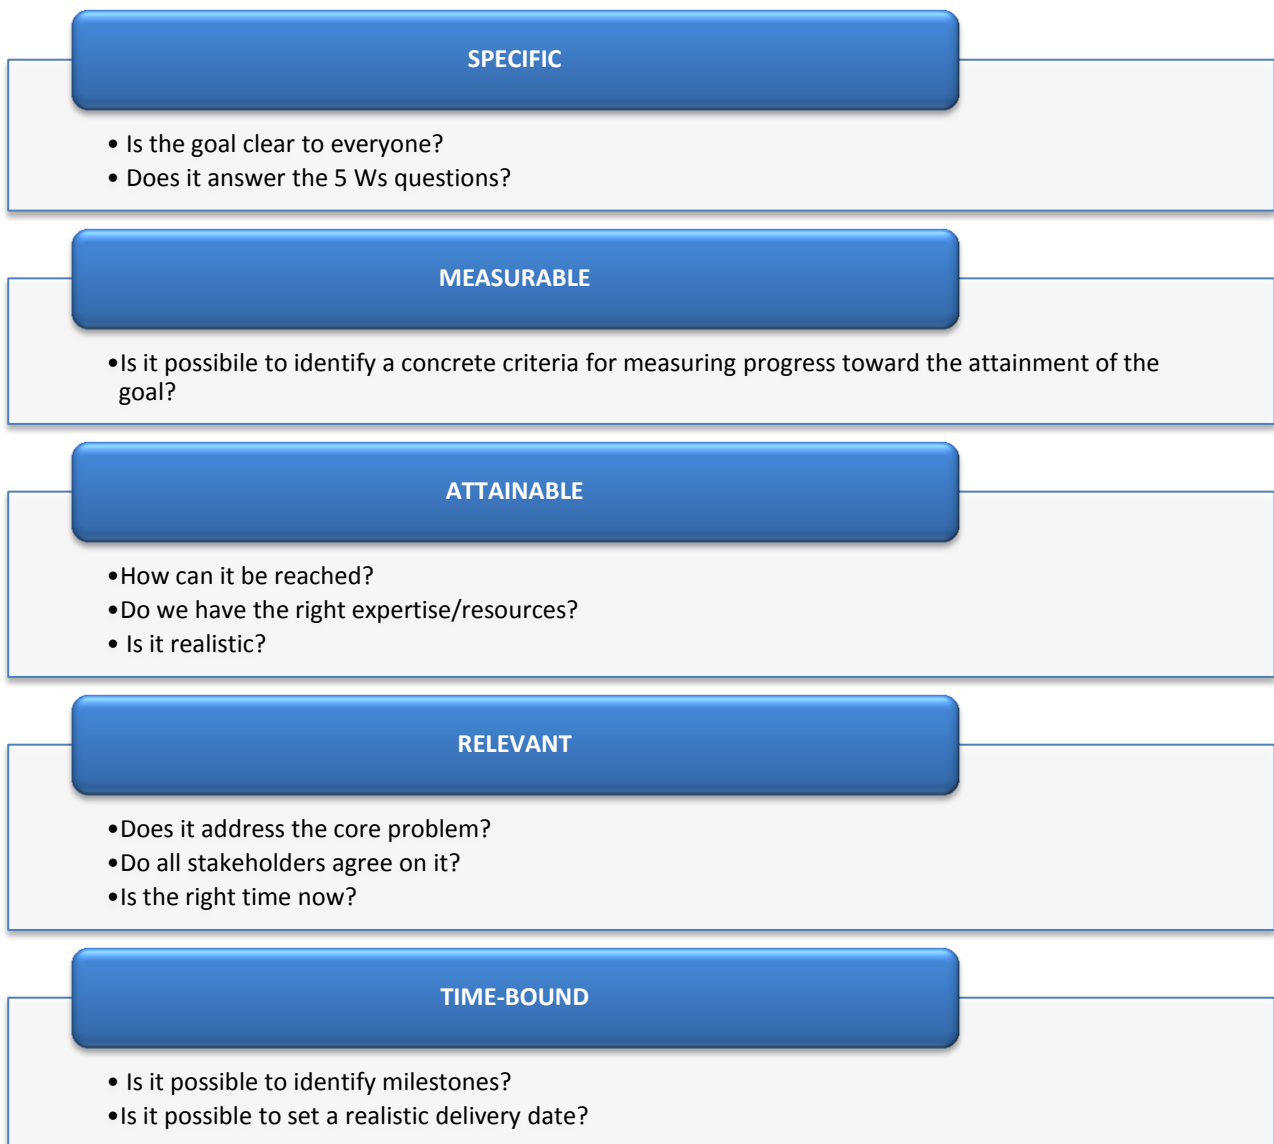 SPECIFIC
• Is the goal clear to everyone?
• Does it answer the 5 Ws questions?
MEASURABLE
•Is it possibile to identify a concrete criteria for measuring progress toward the attainment of the
goal?
ATTAINABLE
•How can it be reached?
•Do we have the right expertise/resources?
• Is it realistic?
RELEVANT
•Does it address the core problem?
•Do all stakeholders agree on it?
•Is the right time now?
TIME-BOUND
• Is it possible to identify milestones?
•Is it possible to set a realistic delivery date?